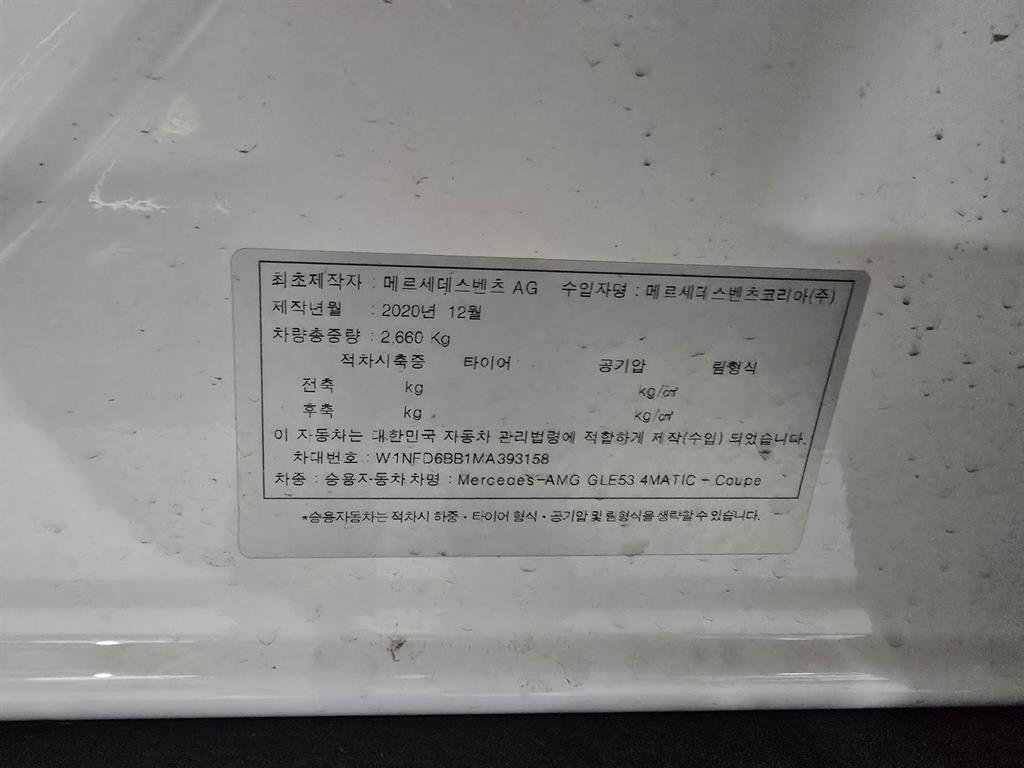 최초제작자 : 메르세데스벤츠 AG 수입자명 : 메르세데스벤츠코리아(주)
제작년월 : 2020년 12월
차량총중량 : 2,660 Kg
적차시축중 타이어 공기압 림형식
전축 kg kg/㎠
후축 kg kg/㎠
이 자동차는 대한민국 자동차 관리법령에 적합하게 제작(수입) 되었습니다.
차대번호 : W1NFD6BB1MA393158
차종 : 승용자동차 차명 : Mercedes-AMG GLE53 4MATIC + Coupe
*승용자동차는 적차시 하중・타이어 형식・공기압 및 림형식을 생략할 수 있습니다.